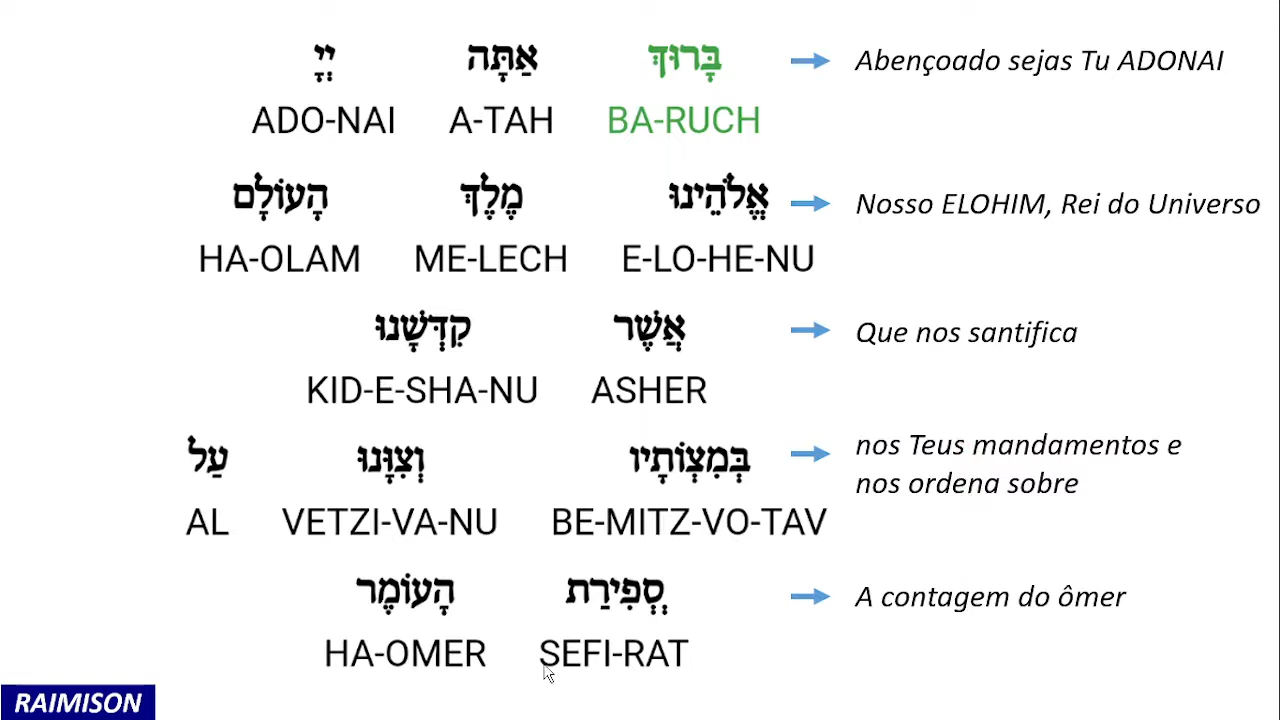 בָּרוּךְ אַתָּה יְיָ
BA-RUCH A-TAH ADO-NAI
Abençoado sejas Tu ADONAI
אֱלֹהֵינוּ מֶלֶךְ הָעוֹלָם
E-LO-HE-NU ME-LECH HA-OLAM
Nosso ELOHIM, Rei do Universo
אֲשֶׁר קִדְּשָׁנוּ
ASHER KID-E-SHA-NU
Que nos santifica
בְּמִצְוֹתָיו וְצִוָּנוּ עַל
BE-MITZ-VO-TAV VETZI-VA-NU AL
nos Teus mandamentos e
nos ordena sobre
סְפִירַת הָעוֹמֶר
SEFI-RAT HA-OMER
A contagem do ômer
RAIMISON